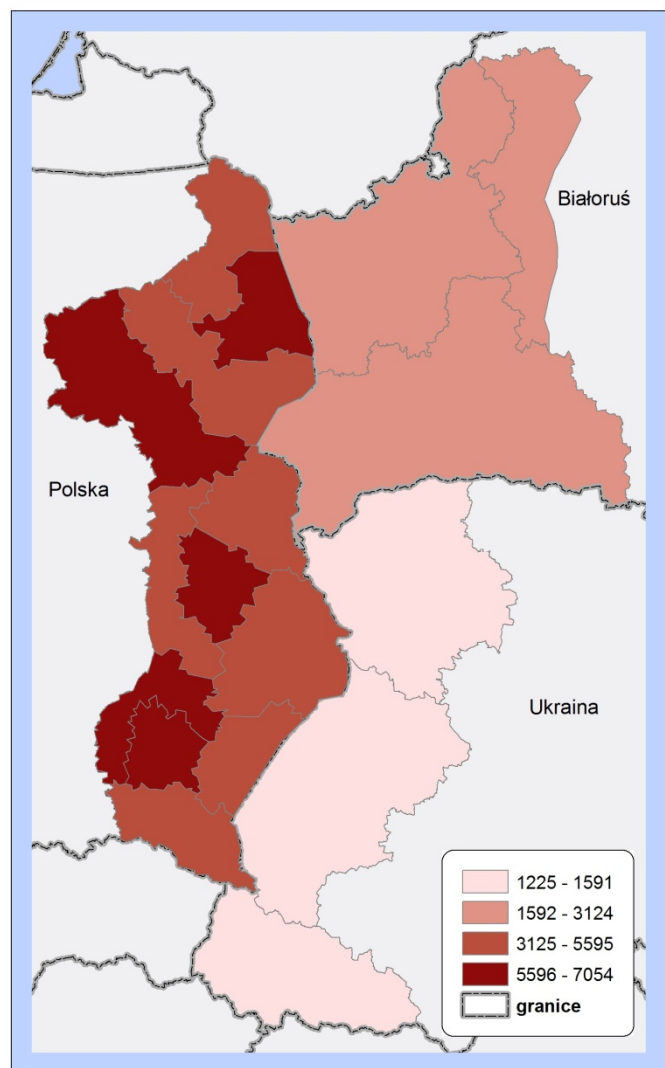 Białoruś
Polska
Ukraina
1225 - 1591
1592 - 3124
3125 - 5595
5596 - 7054
granice